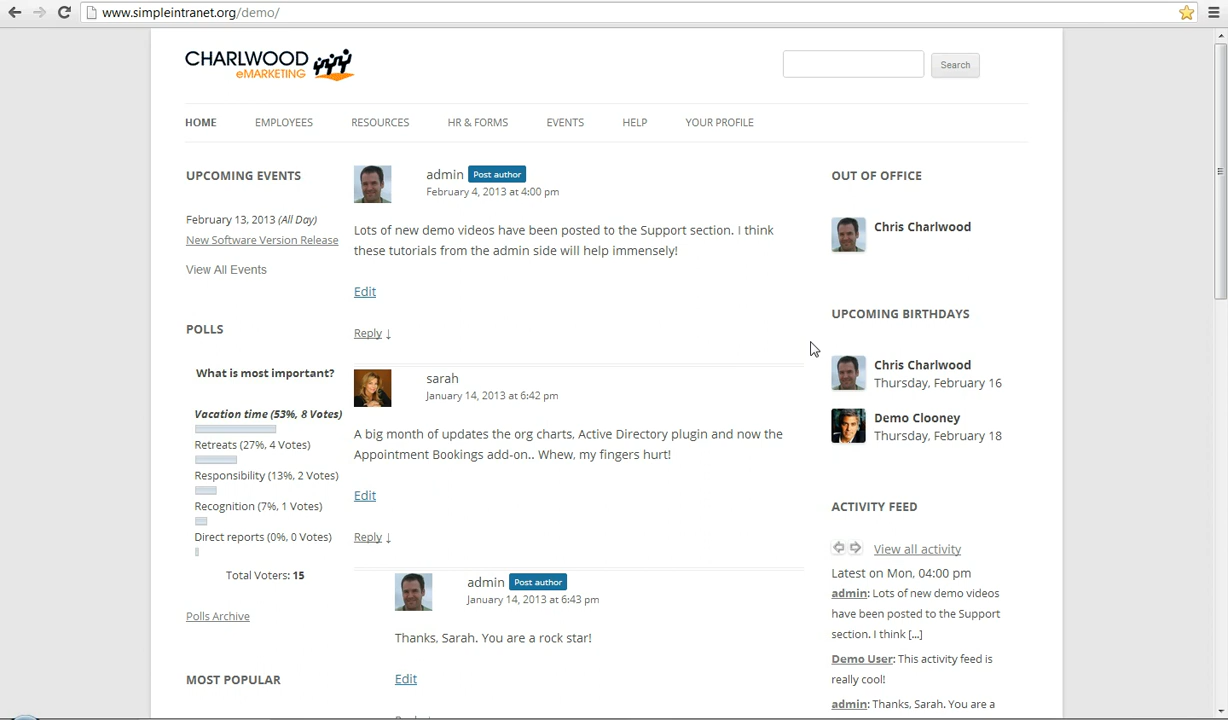 www.simpleintranet.org/demo/
CHARLWOOD
eMARKETING
Search
HOME
EMPLOYEES
RESOURCES
HR & FORMS
EVENTS
HELP
YOUR PROFILE
UPCOMING EVENTS
February 13, 2013 (All Day)
New Software Version Release
View All Events
POLLS
What is most important?
Vacation time (53%, 8 Votes)
Retreats (27%, 4 Votes)
Responsibility (13%, 2 Votes)
Recognition (7%, 1 Votes)
Direct reports (0%, 0 Votes)
Total Voters: 15
Polls Archive
MOST POPULAR
admin Post author
February 4, 2013 at 4:00 pm
Lots of new demo videos have been posted to the Support section. I think
these tutorials from the admin side will help immensely!
Edit
Reply ↓
sarah
January 14, 2013 at 6:42 pm
A big month of updates the org charts, Active Directory plugin and now the
Appointment Bookings add-on.. Whew, my fingers hurt!
Edit
Reply ↓
admin Post author
January 14, 2013 at 6:43 pm
Thanks, Sarah. You are a rock star!
Edit
OUT OF OFFICE
Chris Charlwood
UPCOMING BIRTHDAYS
Chris Charlwood
Thursday, February 16
Demo Clooney
Thursday, February 18
ACTIVITY FEED
View all activity
Latest on Mon, 04:00 pm
admin: Lots of new demo videos
have been posted to the Support
section. I think [...]
Demo User: This activity feed is
really cool!
admin: Thanks, Sarah. You are a